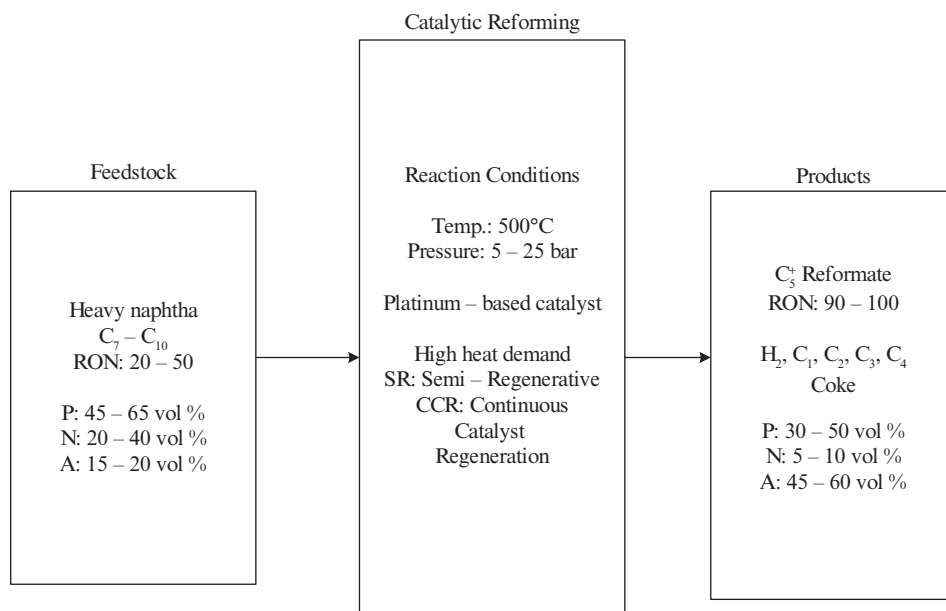 Catalytic Reforming
Feedstock
Heavy naphtha
C₇ – C₁₀
RON: 20 – 50
P: 45 – 65 vol %
N: 20 – 40 vol %
A: 15 – 20 vol %
Reaction Conditions
Temp.: 500°C
Pressure: 5 – 25 bar
Platinum – based catalyst
High heat demand
SR: Semi – Regenerative
CCR: Continuous
Catalyst
Regeneration
Products
C₅⁺ Reformate
RON: 90 – 100
H₂, C₁, C₂, C₃, C₄
Coke
P: 30 – 50 vol %
N: 5 – 10 vol %
A: 45 – 60 vol %